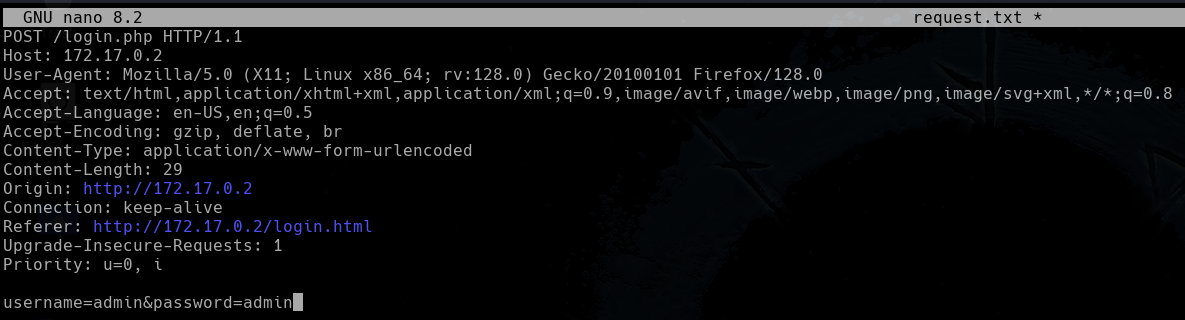 GNU nano 8.2 request.txt *
POST /login.php HTTP/1.1
Host: 172.17.0.2
User-Agent: Mozilla/5.0 (X11; Linux x86_64; rv:128.0) Gecko/20100101 Firefox/128.0
Accept: text/html,application/xhtml+xml,application/xml;q=0.9,image/avif,image/webp,image/png,image/svg+xml,*/*;q=0.8
Accept-Language: en-US,en;q=0.5
Accept-Encoding: gzip, deflate, br
Content-Type: application/x-www-form-urlencoded
Content-Length: 29
Origin: http://172.17.0.2
Connection: keep-alive
Referer: http://172.17.0.2/login.html
Upgrade-Insecure-Requests: 1
Priority: u=0, i
username=admin&password=admin